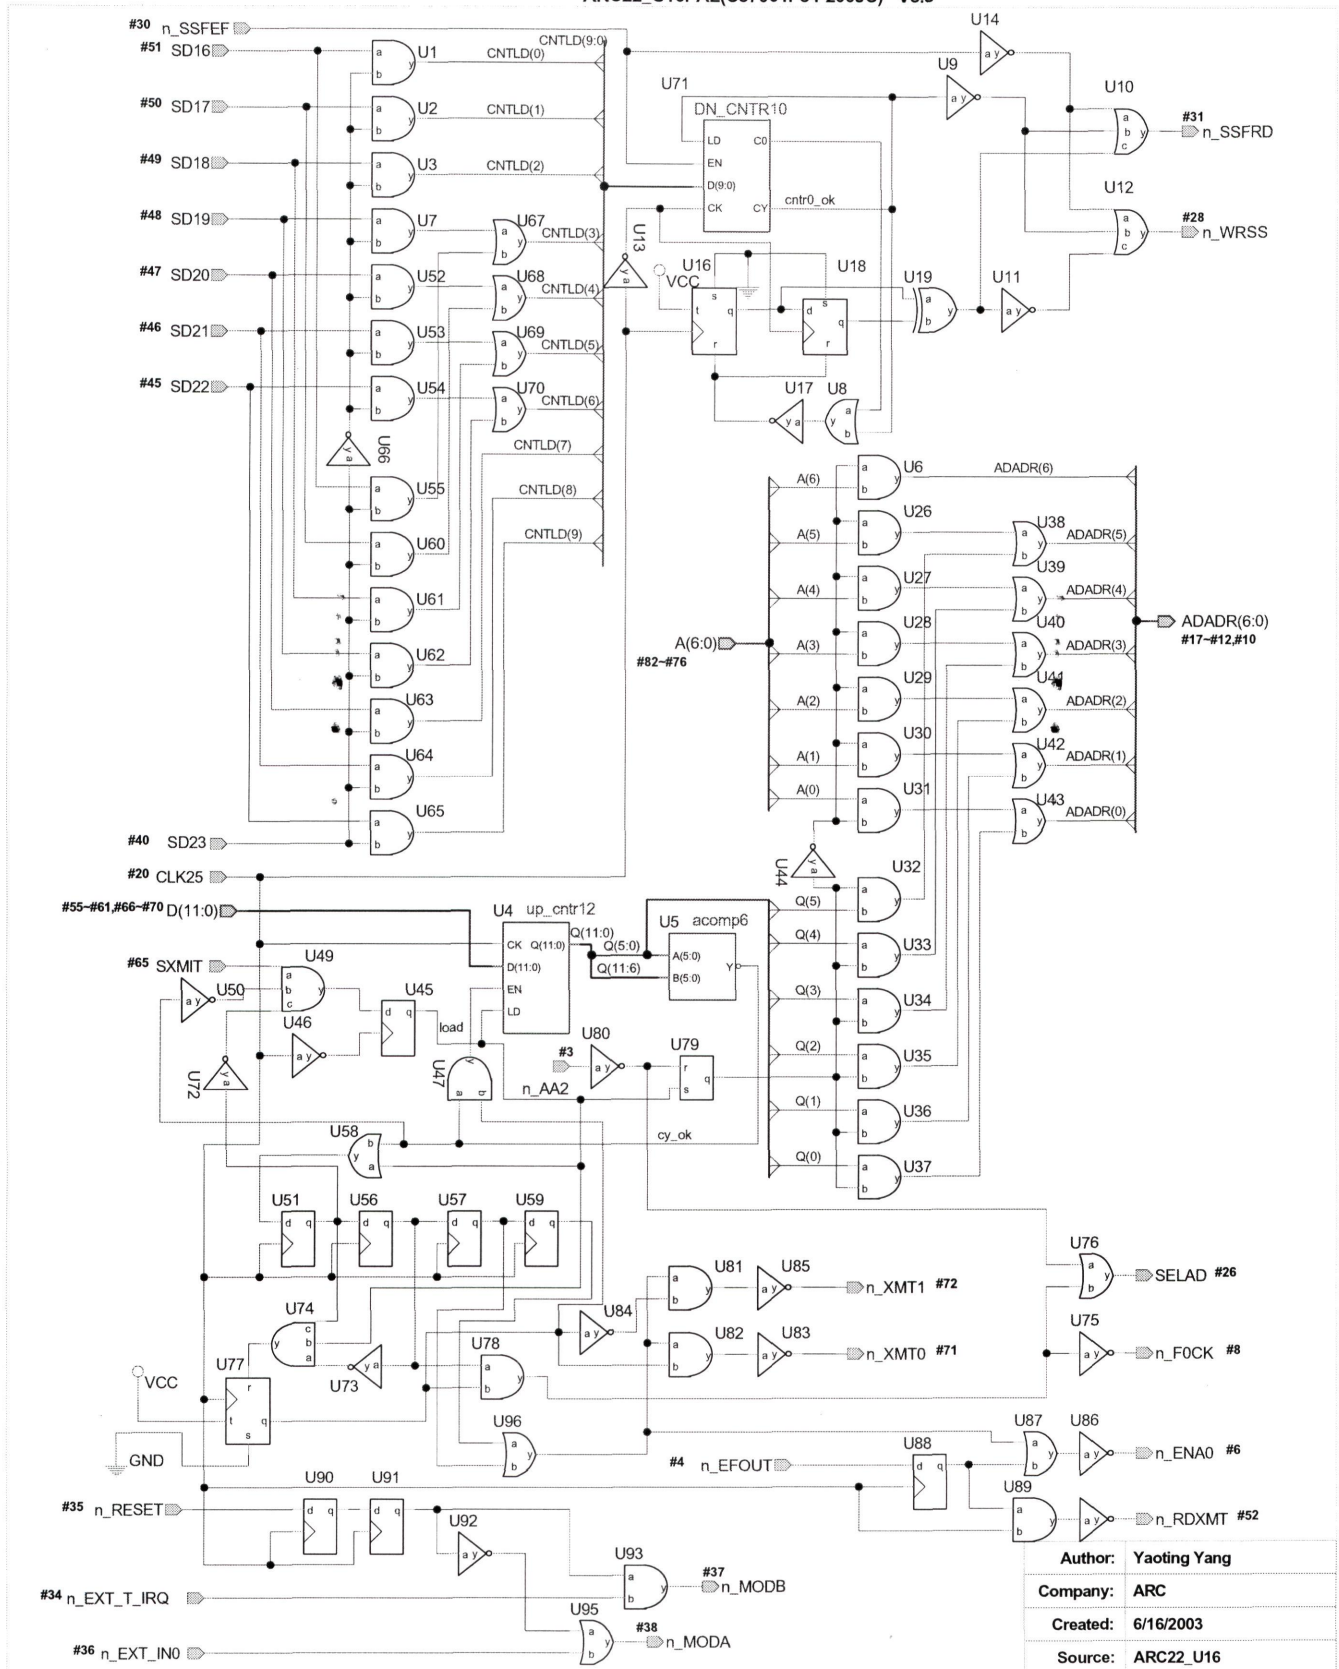 #30 n_SSFEF
#51 SD16
#50 SD17
#49 SD18
#48 SD19
#47 SD20
#46 SD21
#45 SD22
#40 SD23
#20 CLK25
#55~#61,#66~#70 D(11:0)
#65 SXMIT
U1
U2
U3
U7
U52
U53
U54
U66
U55
U60
U61
U62
U63
U64
U65
U67
U68
U69
U70
CNTLD(9:0)
CNTLD(0)
CNTLD(1)
CNTLD(2)
CNTLD(3)
CNTLD(4)
CNTLD(5)
CNTLD(6)
CNTLD(7)
CNTLD(8)
CNTLD(9)
U13
U71
DN_CNTR10
LD C0
EN
D(9:0)
CK CY
cntr0_ok
U14
U9
U10
#31
n_SSFRD
U12
#28
n_WRSS
U16
VCC
U18
U19
U11
U17
U8
A(6:0)
#82~#76
A(6)
A(5)
A(4)
A(3)
A(2)
A(1)
A(0)
U6
U26
U27
U28
U29
U30
U31
U44
U32
U33
U34
U35
U36
U37
U38
U39
U40
U41
U42
U43
ADADR(6)
ADADR(5)
ADADR(4)
ADADR(3)
ADADR(2)
ADADR(1)
ADADR(0)
ADADR(6:0)
#17~#12,#10
Q(5)
Q(4)
Q(3)
Q(2)
Q(1)
Q(0)
U4 up_cntr12
CK Q(11:0)
D(11:0)
EN
LD
Q(11:0)
Q(5:0)
Q(11:6)
U5 acomp6
A(5:0)
B(5:0)
Y
U49
U50
U46
U45
load
U72
U47
n_AA2
#3
U80
U79
cy_ok
U58
U51
U56
U57
U59
U74
U77
U73
VCC
GND
U78
U84
U81
U85
n_XMT1 #72
U82
U83
n_XMT0 #71
U96
U76
SELAD #26
U75
n_F0CK #8
#4 n_EFOUT
U88
U87
U86
n_ENA0 #6
U89
n_RDXMT #52
#35 n_RESET
U90
U91
U92
U93
#37
n_MODB
#34 n_EXT_T_IRQ
U95
#38
n_MODA
#36 n_EXT_IN0
Author: Yaoting Yang
Company: ARC
Created: 6/16/2003
Source: ARC22_U16